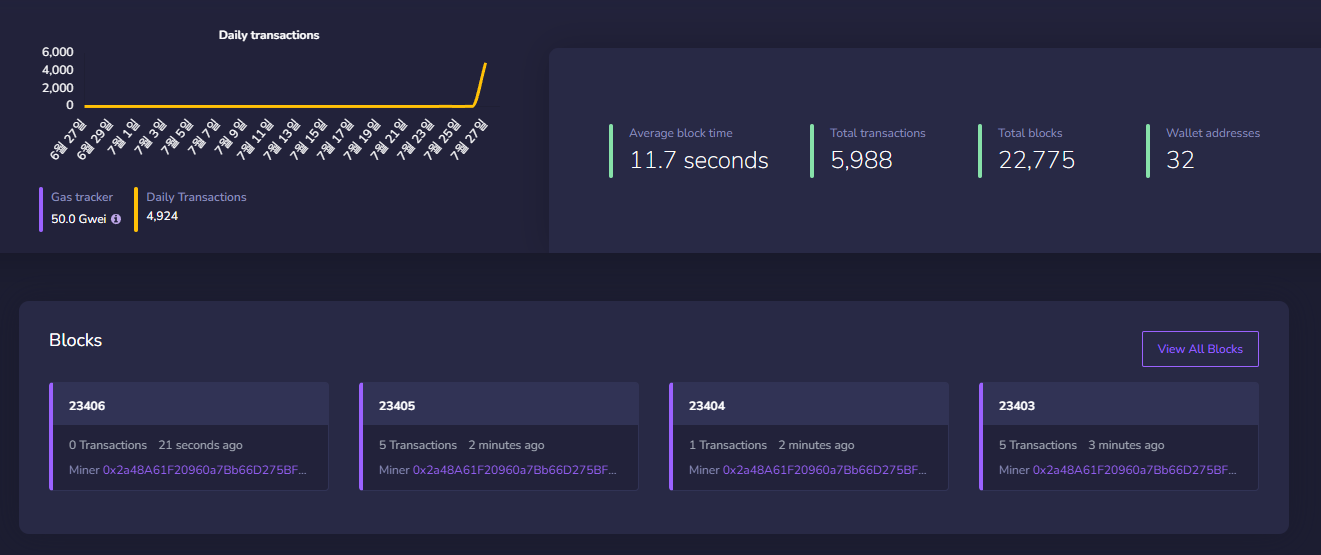 Daily transactions
6,000
4,000
2,000
0
6월 27일
6월 29일
7월 1일
7월 3일
7월 5일
7월 7일
7월 9일
7월 11일
7월 13일
7월 15일
7월 17일
7월 19일
7월 21일
7월 23일
7월 25일
7월 27일
Gas tracker
50.0 Gwei
Daily Transactions
4,924
Average block time
11.7 seconds
Total transactions
5,988
Total blocks
22,775
Wallet addresses
32
Blocks
View All Blocks
23406
0 Transactions 21 seconds ago
Miner 0x2a48A61F20960a7Bb66D275BF...
23405
5 Transactions 2 minutes ago
Miner 0x2a48A61F20960a7Bb66D275BF...
23404
1 Transactions 2 minutes ago
Miner 0x2a48A61F20960a7Bb66D275BF...
23403
5 Transactions 3 minutes ago
Miner 0x2a48A61F20960a7Bb66D275BF...